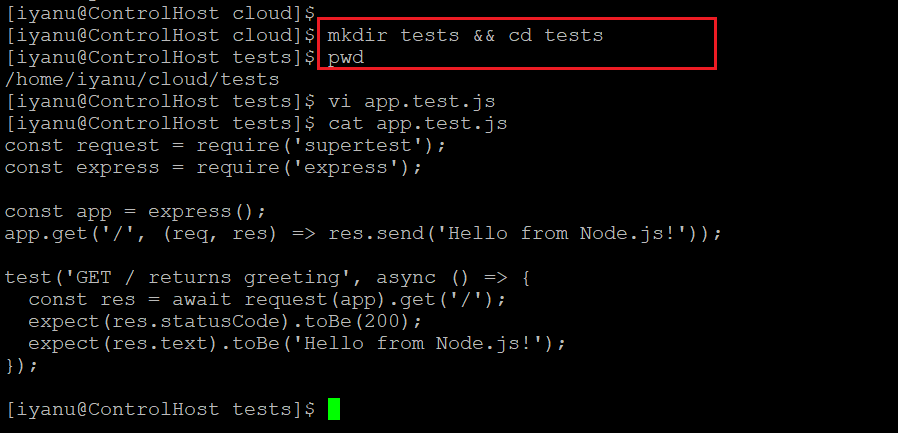 [iyanu@ControlHost cloud]$
[iyanu@ControlHost cloud]$ mkdir tests && cd tests
[iyanu@ControlHost tests]$ pwd
/home/iyanu/cloud/tests
[iyanu@ControlHost tests]$ vi app.test.js
[iyanu@ControlHost tests]$ cat app.test.js
const request = require('supertest');
const express = require('express');

const app = express();
app.get('/', (req, res) => res.send('Hello from Node.js!'));

test('GET / returns greeting', async () => {
  const res = await request(app).get('/');
  expect(res.statusCode).toBe(200);
  expect(res.text).toBe('Hello from Node.js!');
});

[iyanu@ControlHost tests]$